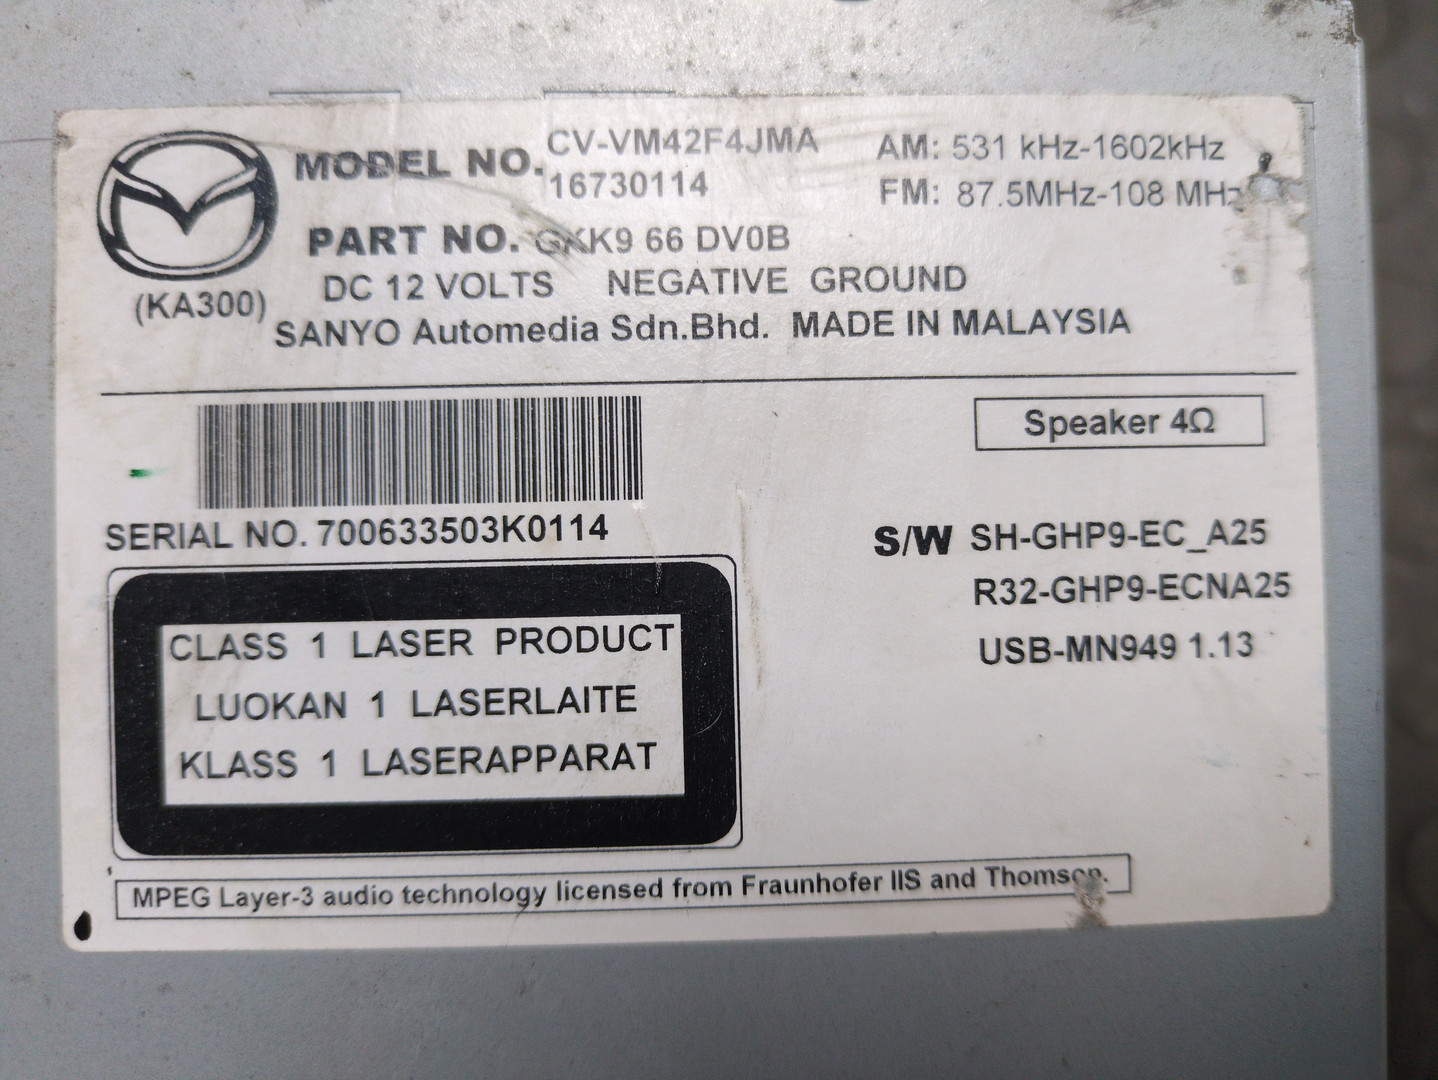 MODEL NO. CV-VM42F4JMA
16730114
AM: 531 kHz-1602kHz
FM: 87.5MHz-108 MHz
PART NO. GKK9 66 DV0B
DC 12 VOLTS NEGATIVE GROUND
(KA300)
SANYO Automedia Sdn.Bhd. MADE IN MALAYSIA
Speaker 4Ω
SERIAL NO. 700633503K0114
S/W SH-GHP9-EC_A25
R32-GHP9-ECNA25
USB-MN949 1.13
CLASS 1 LASER PRODUCT
LUOKAN 1 LASERLAITE
KLASS 1 LASERAPPARAT
MPEG Layer-3 audio technology licensed from Fraunhofer IIS and Thomson.